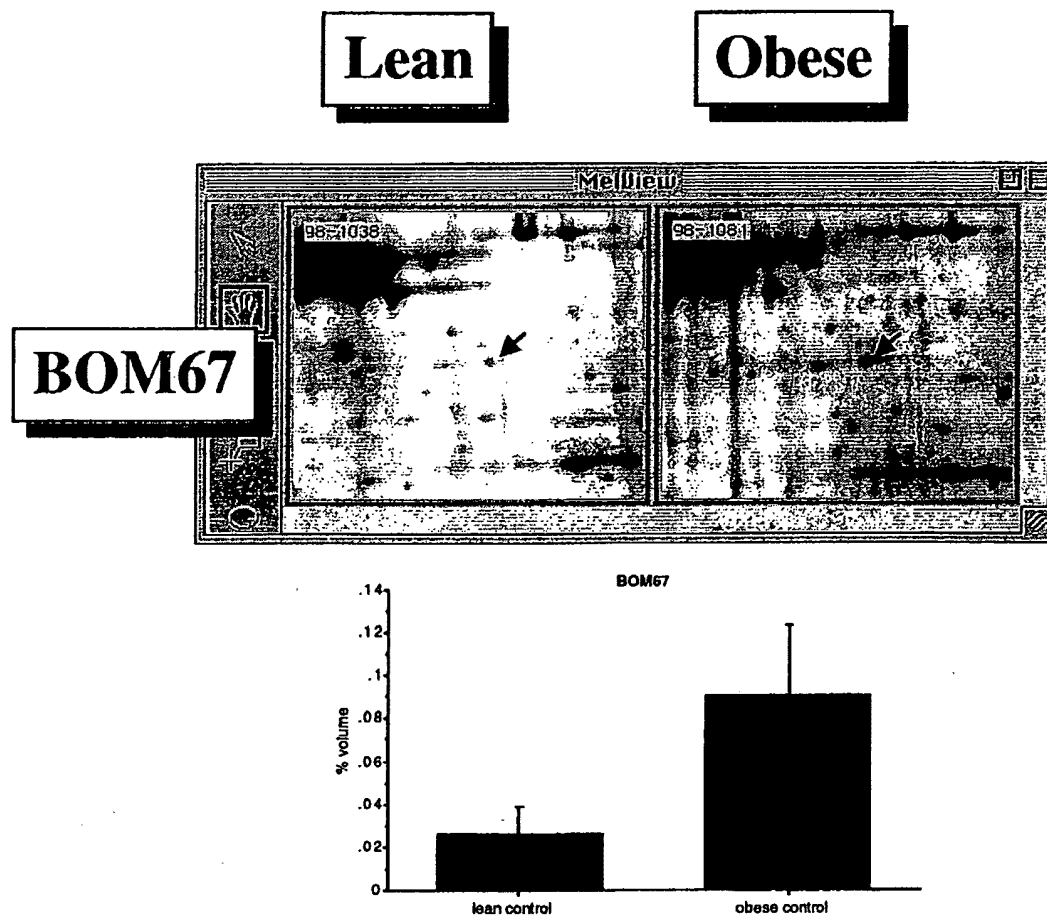 Lean
Obese
MelView
98-1038
98-1081
BOM67
BOM67
.14
.12
.1
.08
.06
.04
.02
0
% volume
lean control
obese control